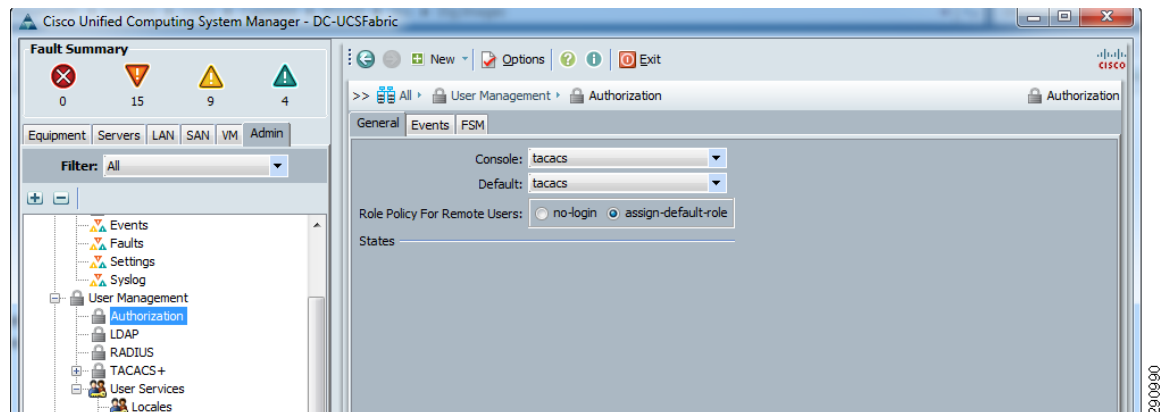 Cisco Unified Computing System Manager - DC-UCSFabric
Fault Summary
0 15 9 4
Equipment Servers LAN SAN VM Admin
Filter: All
Events
Faults
Settings
Syslog
User Management
Authorization
LDAP
RADIUS
TACACS+
User Services
Locales
New Options Exit
CISCO
>> All User Management Authorization Authorization
General Events FSM
Console: tacacs
Default: tacacs
Role Policy For Remote Users: no-login assign-default-role
States
290990